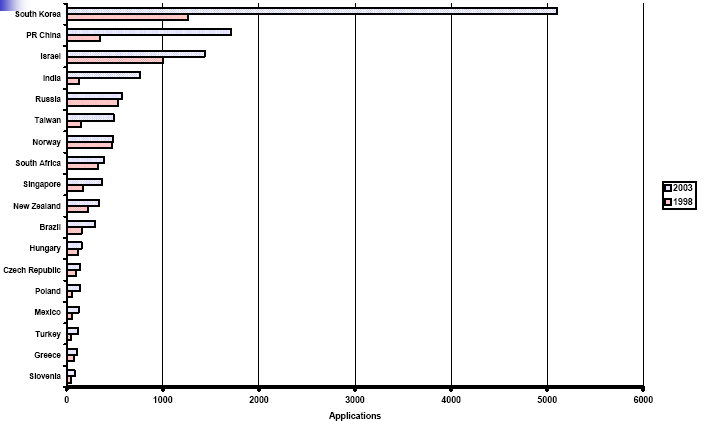 South Korea
PR China
Israel
India
Russia
Taiwan
Norway
South Africa
Singapore
New Zealand
Brazil
Hungary
Czech Republic
Poland
Mexico
Turkey
Greece
Slovenia
2003
1998
0 1000 2000 3000 4000 5000 6000
Applications